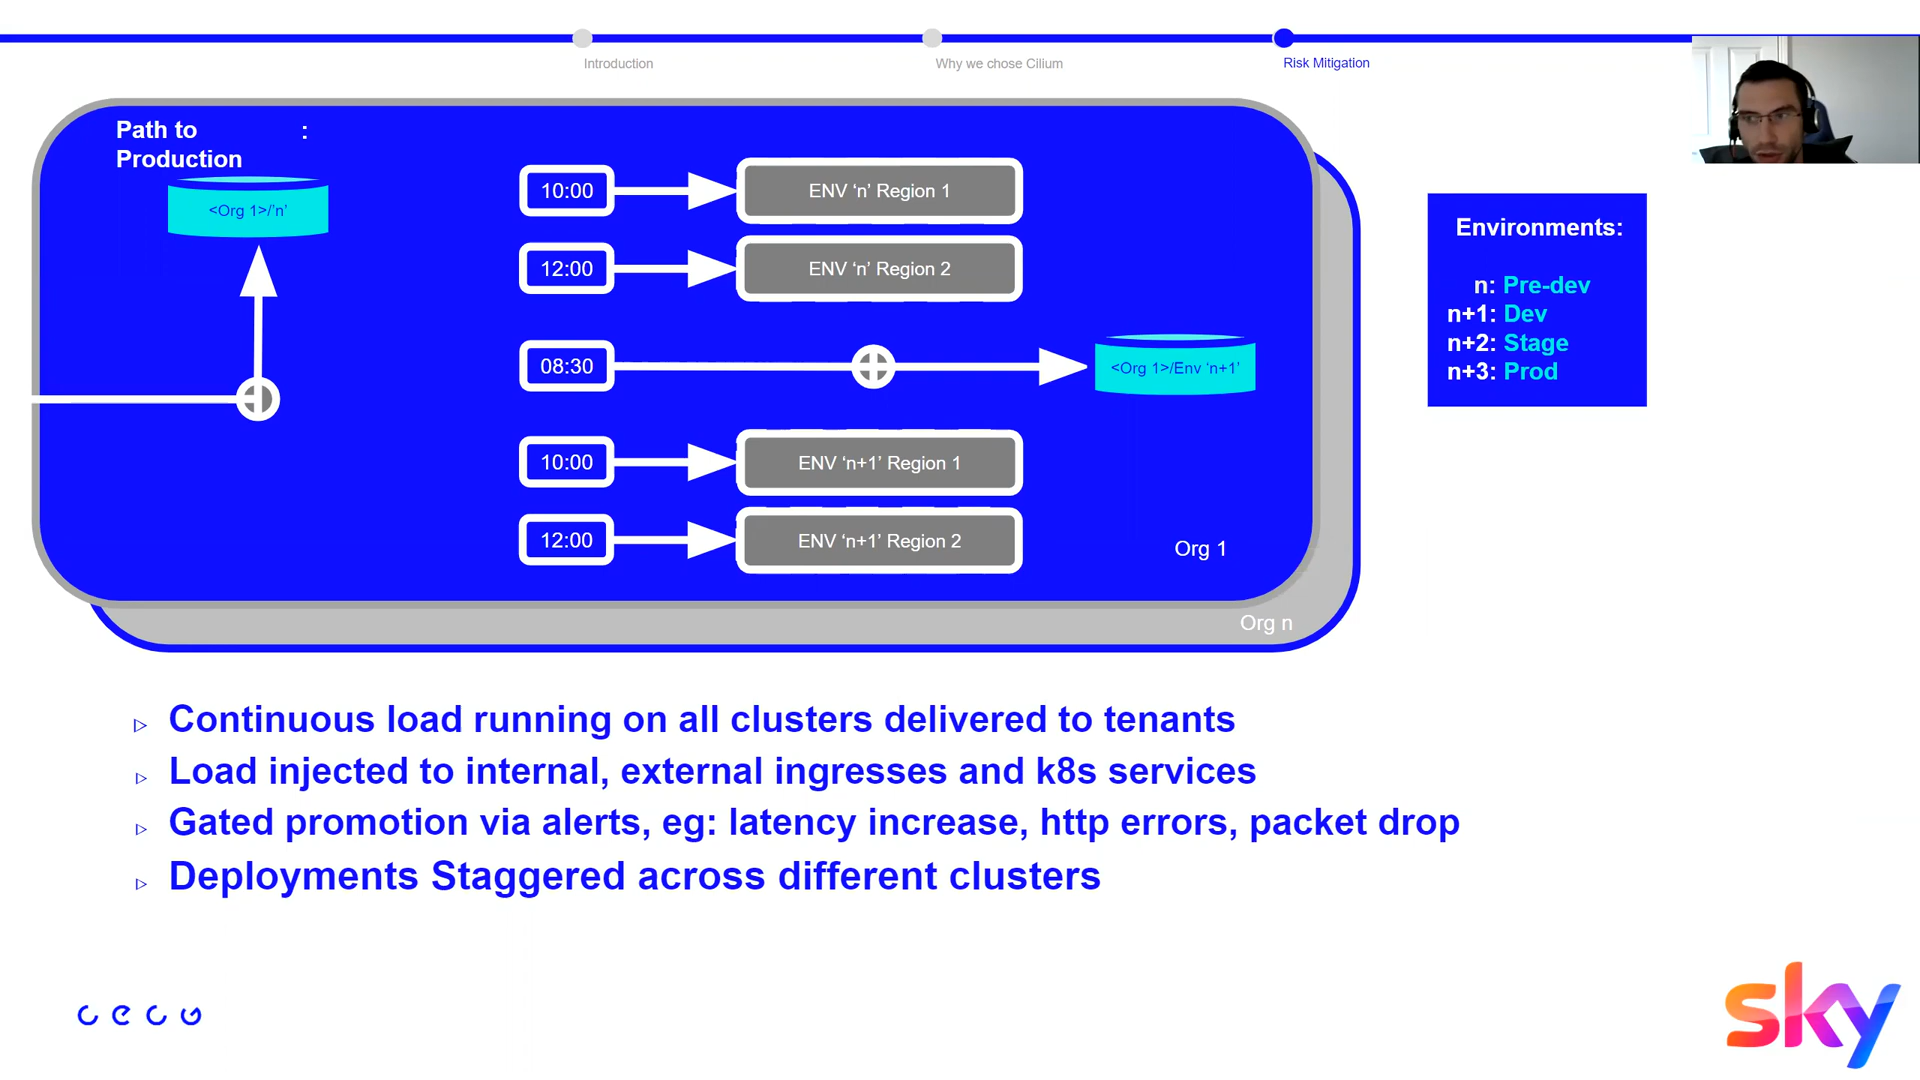 Introduction
Why we chose Cilium
Risk Mitigation
Path to :
Production
<Org 1>/'n'
10:00
ENV ‘n’ Region 1
12:00
ENV ‘n’ Region 2
08:30
<Org 1>/Env ‘n+1’
10:00
ENV ‘n+1’ Region 1
12:00
ENV ‘n+1’ Region 2
Org 1
Org n
Environments:
n: Pre-dev
n+1: Dev
n+2: Stage
n+3: Prod
▷ Continuous load running on all clusters delivered to tenants
▷ Load injected to internal, external ingresses and k8s services
▷ Gated promotion via alerts, eg: latency increase, http errors, packet drop
▷ Deployments Staggered across different clusters
cecg
sky